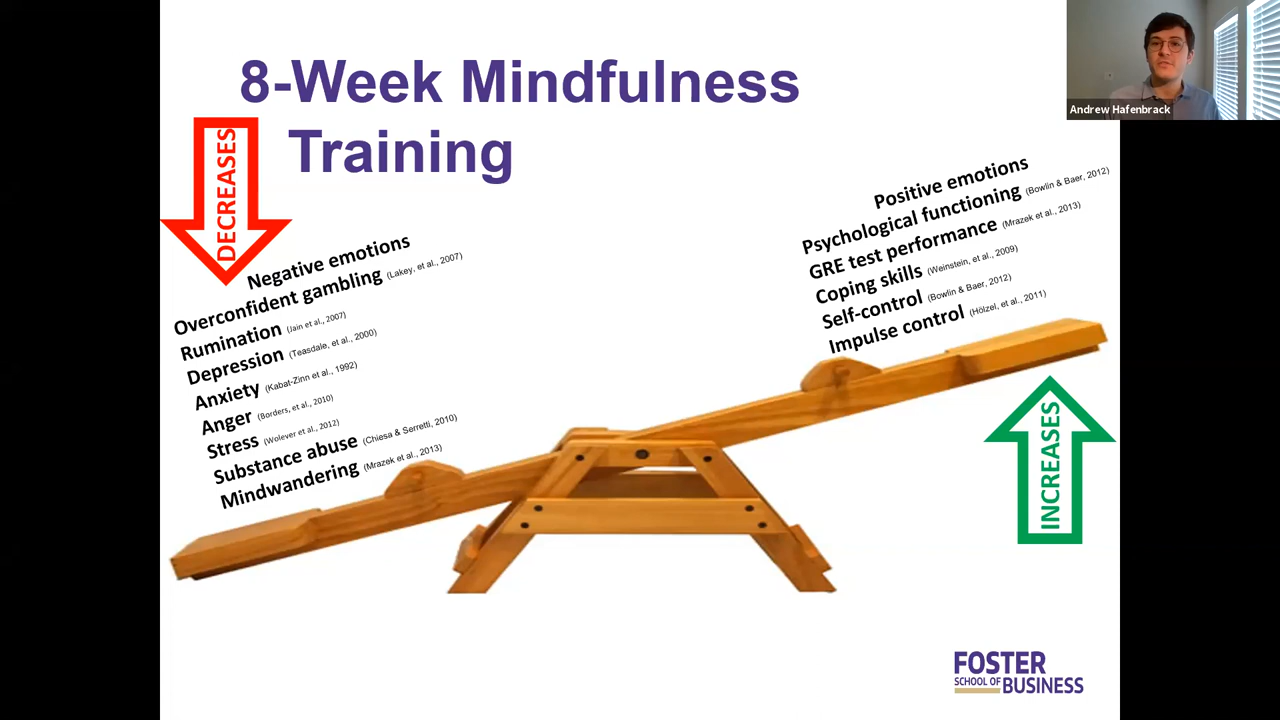 8-Week Mindfulness
Training
Andrew Hafenbrack
DECREASES
Negative emotions
Overconfident gambling (Lakey, et al., 2007)
Rumination (Jain et al., 2007)
Depression (Teasdale, et al., 2000)
Anxiety (Kabat-Zinn et al., 1992)
Anger (Borders, et al., 2010)
Stress (Wolever et al., 2012)
Substance abuse (Chiesa & Serretti, 2010)
Mindwandering (Mrazek et al., 2013)
Positive emotions
Psychological functioning (Bowlin & Baer, 2012)
GRE test performance (Mrazek et al., 2013)
Coping skills (Weinstein, et al., 2009)
Self-control (Bowlin & Baer, 2012)
Impulse control (Hölzel, et al., 2011)
INCREASES
FOSTER
SCHOOL OF BUSINESS